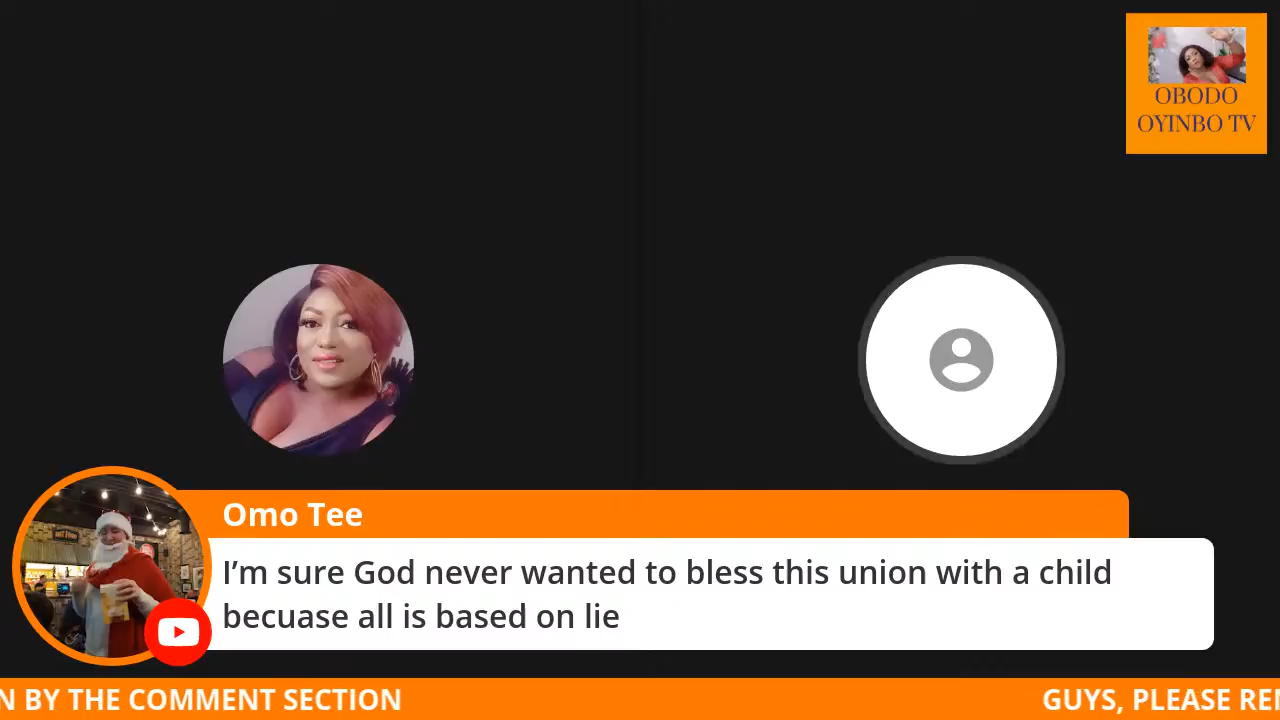 OBODO
OYINBO TV
Omo Tee
I’m sure God never wanted to bless this union with a child
becuase all is based on lie
N BY THE COMMENT SECTION
GUYS, PLEASE